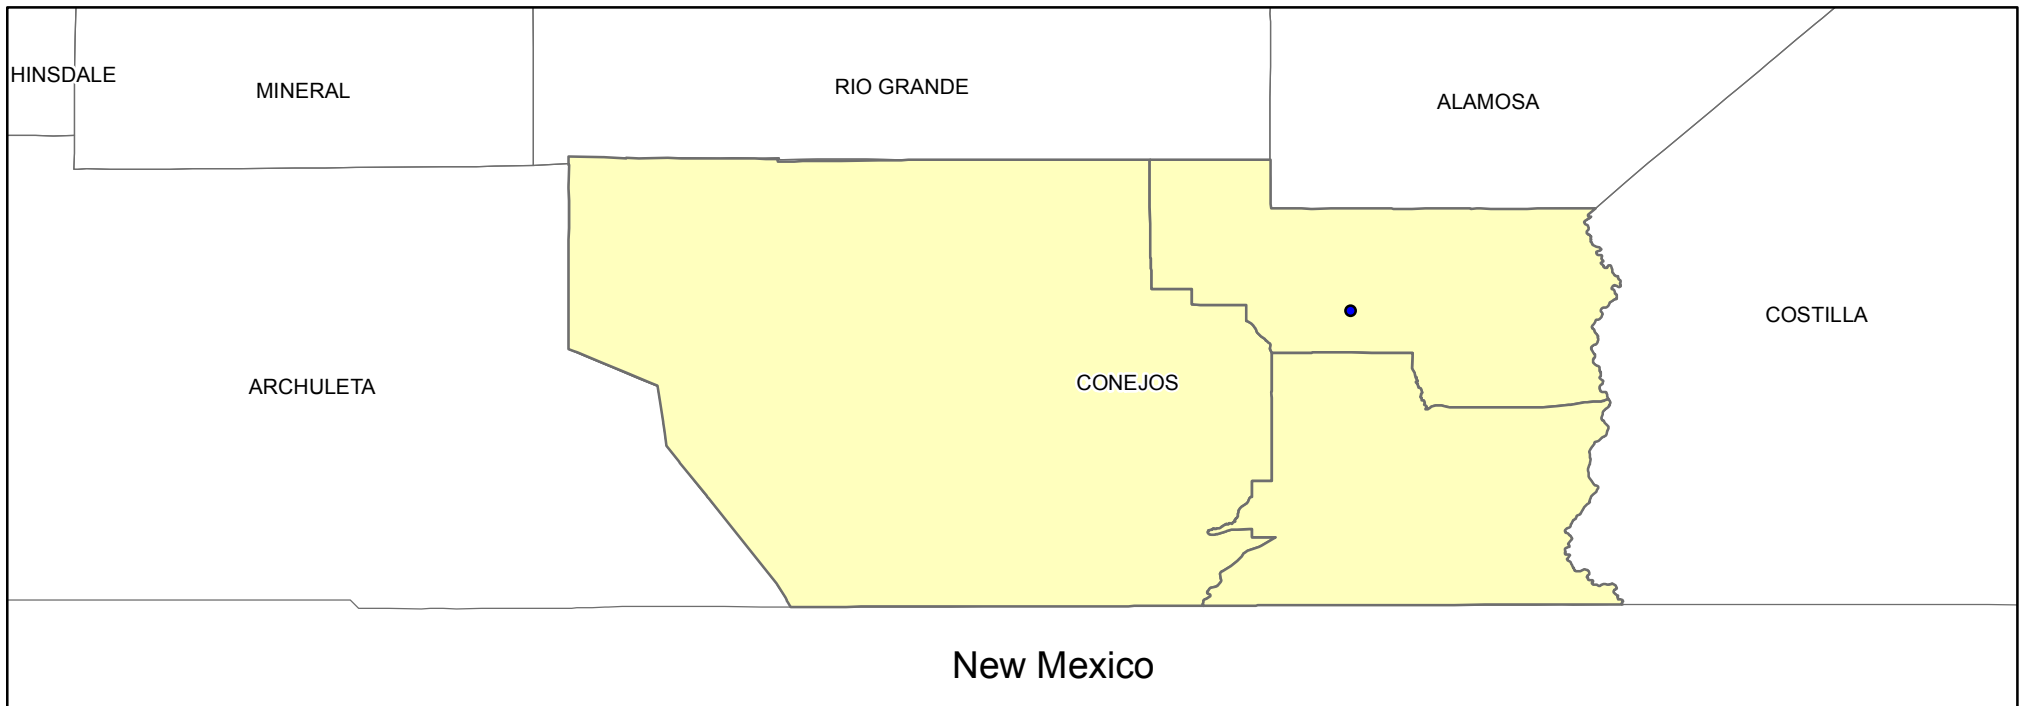 HINSDALE
MINERAL
RIO GRANDE
ALAMOSA
COSTILLA
ARCHULETA
CONEJOS
New Mexico